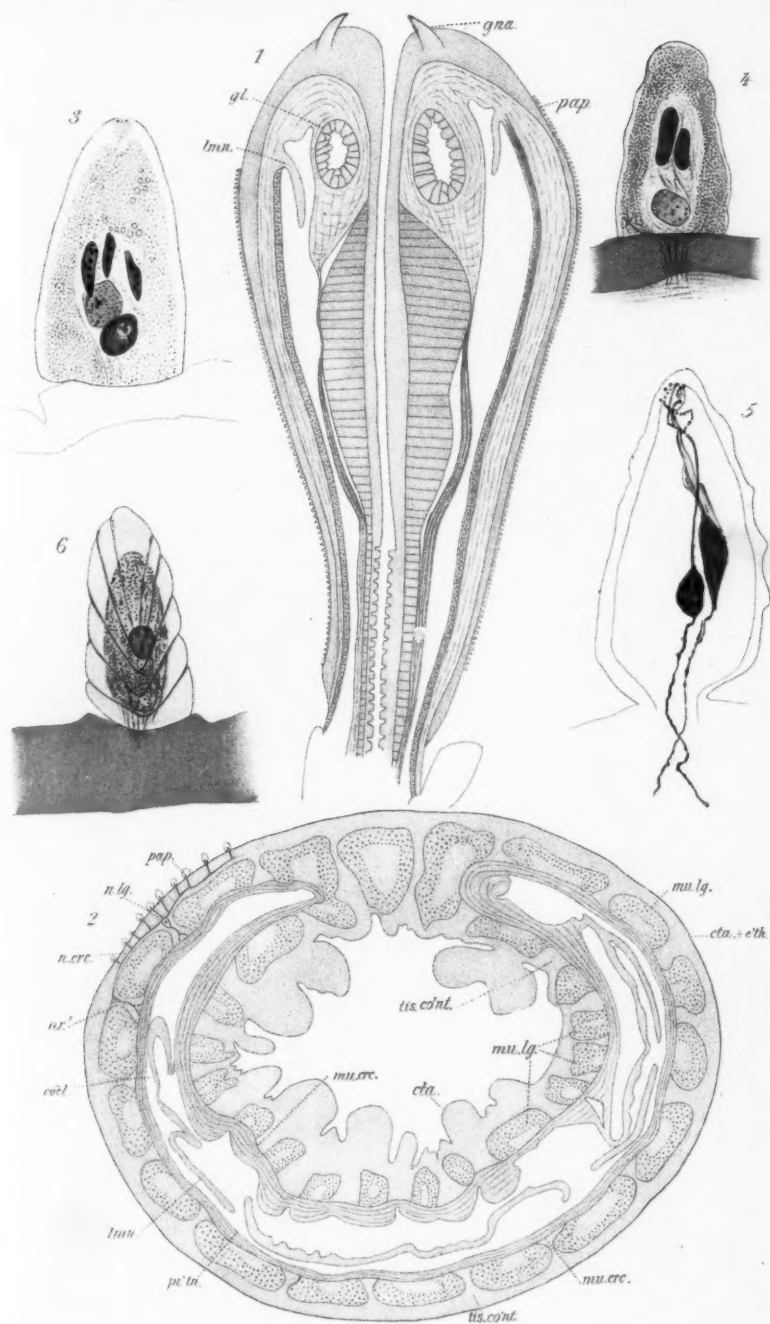 1
gna.
gl.
lmn.
pap.
3
4
5
6
2
pap.
n.lg.
n.crc.
coel.
lmn.
pi'tn.
mu.lg.
cta.+e'th.
tis.co'nt.
mu.lg.
mu.crc.
cta.
mu.crc.
tis.co'nt.